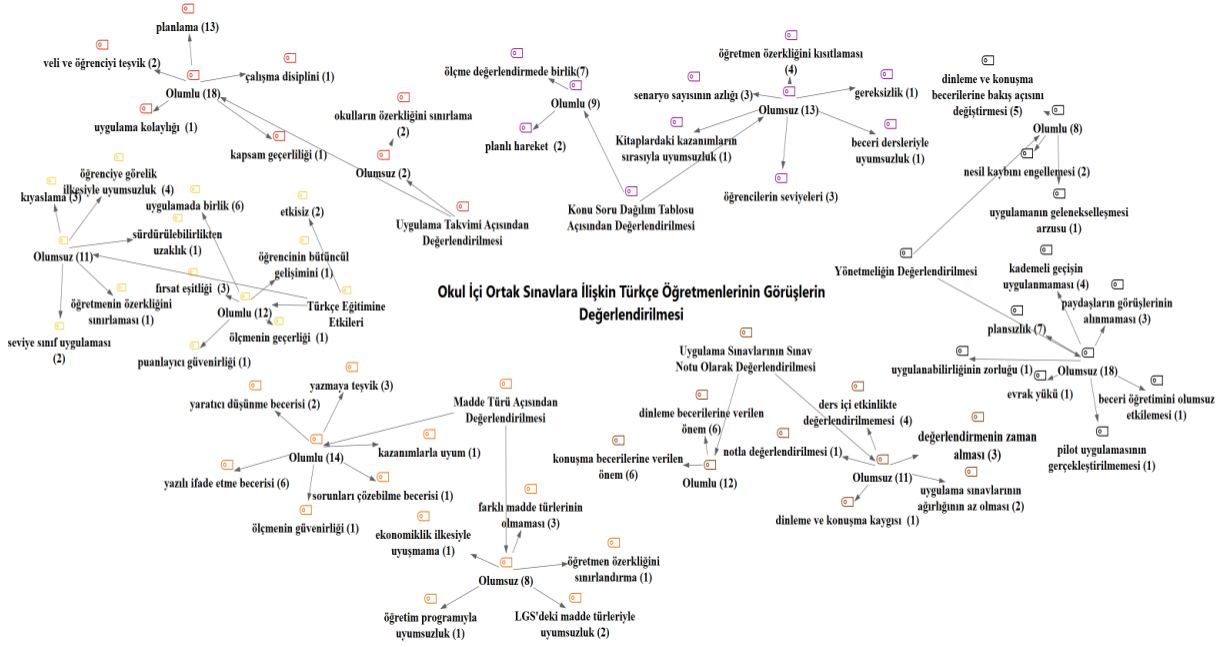 planlama (13)
veli ve öğrenciyi teşvik (2)
çalışma disiplini (1)
Olumlu (18)
uygulama kolaylığı (1)
kapsam geçerliliği (1)
okulların özerkliğini sınırlama
(2)
Olumsuz (2)
Uygulama Takvimi Açısından
Değerlendirilmesi
ölçme değerlendirmede birlik(7)
Olumlu (9)
planlı hareket (2)
Konu Soru Dağılım Tablosu
Açısından Değerlendirilmesi
öğretmen özerkliğini kısıtlaması
(4)
senaryo sayısının azlığı (3)
gereksizlik (1)
Olumsuz (13)
Kitaplardaki kazanımların
sırasıyla uyumsuzluk (1)
beceri dersleriyle
uyumsuzluk (1)
öğrencilerin seviyeleri (3)
dinleme ve konuşma
becerilerine bakış açısını
değiştirmesi (5)
Olumlu (8)
nesil kaybını engellemesi (2)
uygulamanın gelenekselleşmesi
arzusu (1)
Yönetmeliğin Değerlendirilmesi
kademeli geçişin
uygulanmaması (4)
paydaşların görüşlerinin
alınmaması (3)
plansızlık (7)
uygulanabilirliğinin zorluğu (1)
Olumsuz (18)
evrak yükü (1)
beceri öğretimini olumsuz
etkilemesi (1)
pilot uygulamasının
gerçekleştirilmemesi (1)
öğrenciye görelik
ilkesiyle uyumsuzluk (4)
kıyaslama (3)
uygulamada birlik (6)
etkisiz (2)
sürdürülebilirlikten
uzaklık (1)
Olumsuz (11)
öğrencinin bütüncül
gelişimini (1)
fırsat eşitliği (3)
öğretmenin özerkliğini
sınırlaması (1)
Olumlu (12)
Türkçe Eğitimine
Etkileri
seviye sınıf uygulaması
(2)
ölçmenin geçerliği (1)
puanlayıcı güvenirliği (1)
Okul İçi Ortak Sınavlara İlişkin Türkçe Öğretmenlerinin Görüşlerin
Değerlendirilmesi
yazmaya teşvik (3)
yaratıcı düşünme becerisi (2)
Madde Türü Açısından
Değerlendirilmesi
Olumlu (14)
kazanımlarla uyum (1)
yazılı ifade etme becerisi (6)
sorunları çözebilme becerisi (1)
ölçmenin güvenirliği (1)
farklı madde türlerinin
olmaması (3)
ekonomiklik ilkesiyle
uyuşmama (1)
öğretmen özerkliğini
sınırlandırma (1)
Olumsuz (8)
öğretim programıyla
uyumsuzluk (1)
LGS'deki madde türleriyle
uyumsuzluk (2)
Uygulama Sınavlarının Sınav
Notu Olarak Değerlendirilmesi
dinleme becerilerine verilen
önem (6)
konuşma becerilerine verilen
önem (6)
Olumlu (12)
ders içi etkinlikte
değerlendirilmemesi (4)
notla değerlendirilmesi (1)
değerlendirmenin zaman
alması (3)
Olumsuz (11)
uygulama sınavlarının
ağırlığının az olması (2)
dinleme ve konuşma kaygısı (1)